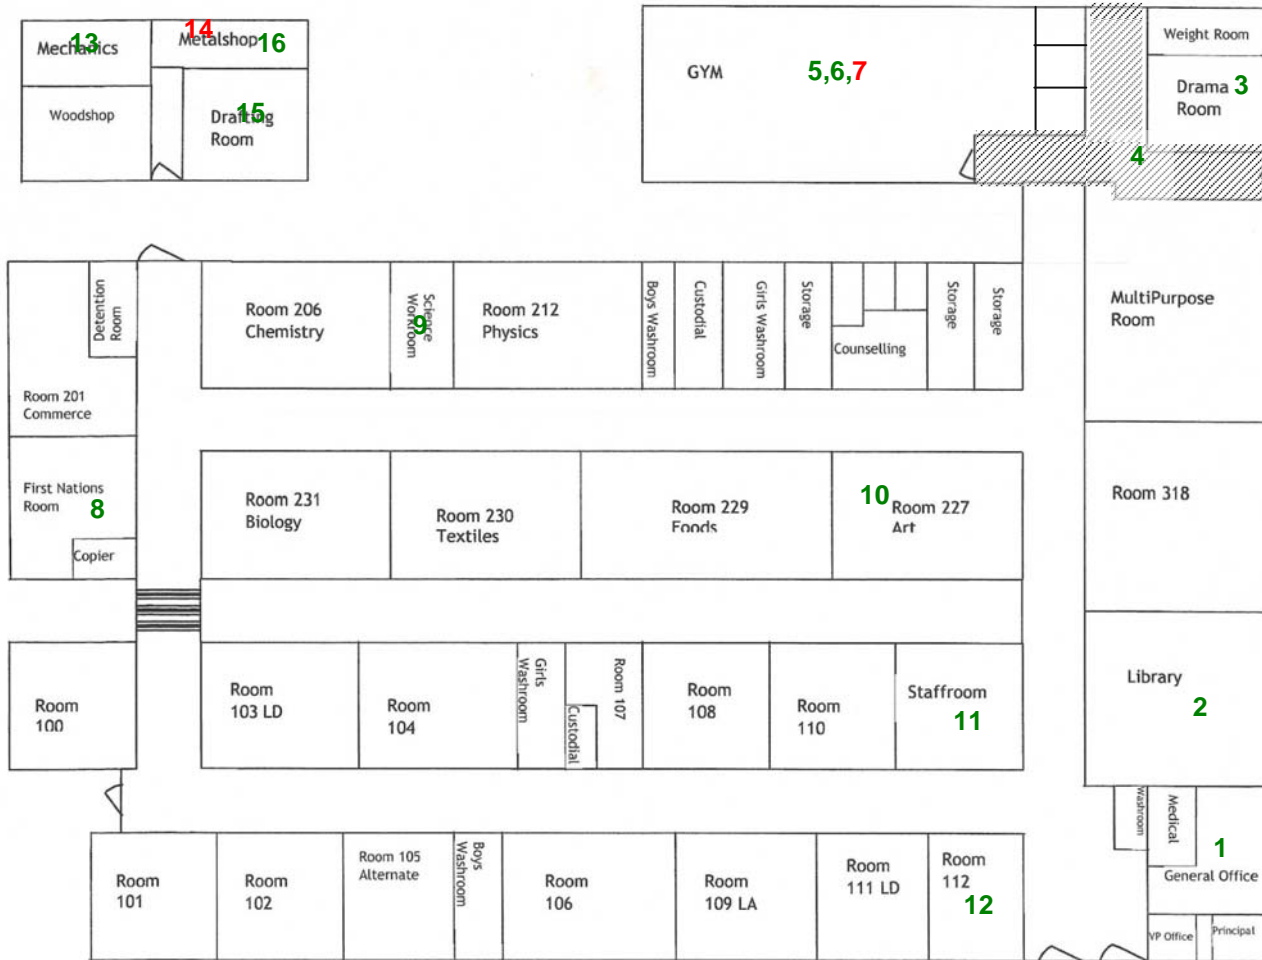 13
Mechanics
14
Metalshop 16
Woodshop
15
Drafting
Room
GYM
5,6,7
Weight Room
Drama 3
Room
4
Detention
Room
Room 201
Commerce
Room 206
Chemistry
Science
Workroom
9
Room 212
Physics
Boys Washroom
Custodial
Girls Washroom
Storage
Counselling
Storage
Storage
MultiPurpose
Room
First Nations
Room
8
Copier
Room 231
Biology
Room 230
Textiles
Room 229
Foods
10
Room 227
Art
Room 318
Room
100
Room
103 LD
Room
104
Girls
Washroom
Custodial
Room 107
Room
108
Room
110
Staffroom
11
Library
2
Room
101
Room
102
Room 105
Alternate
Boys
Washroom
Room
106
Room
109 LA
Room
111 LD
Room
112
12
Washroom
Medical
1
General Office
VP Office
Principal